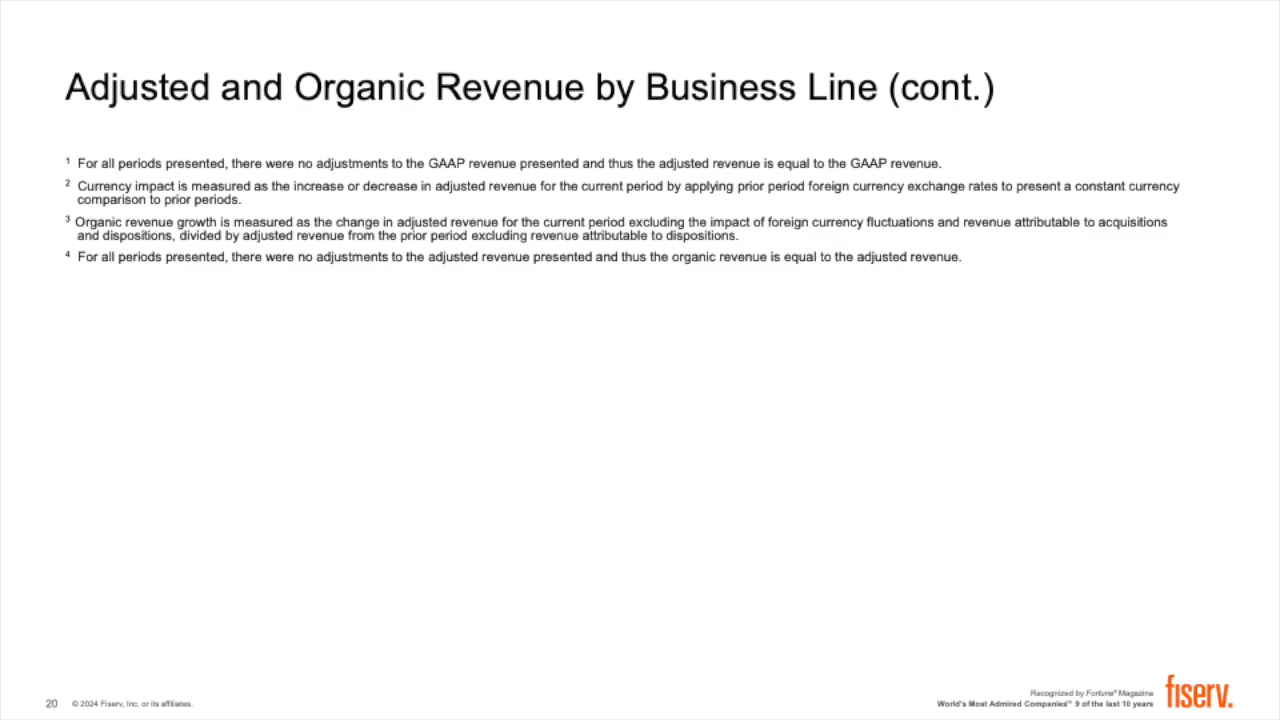 Adjusted and Organic Revenue by Business Line (cont.)
1 For all periods presented, there were no adjustments to the GAAP revenue presented and thus the adjusted revenue is equal to the GAAP revenue.
2 Currency impact is measured as the increase or decrease in adjusted revenue for the current period by applying prior period foreign currency exchange rates to present a constant currency
comparison to prior periods.
3 Organic revenue growth is measured as the change in adjusted revenue for the current period excluding the impact of foreign currency fluctuations and revenue attributable to acquisitions
and dispositions, divided by adjusted revenue from the prior period excluding revenue attributable to dispositions.
4 For all periods presented, there were no adjustments to the adjusted revenue presented and thus the organic revenue is equal to the adjusted revenue.
20 © 2024 Fiserv, Inc. or its affiliates.
Recognized by Fortune® Magazine
World's Most Admired Companies™ 9 of the last 10 years
fiserv.